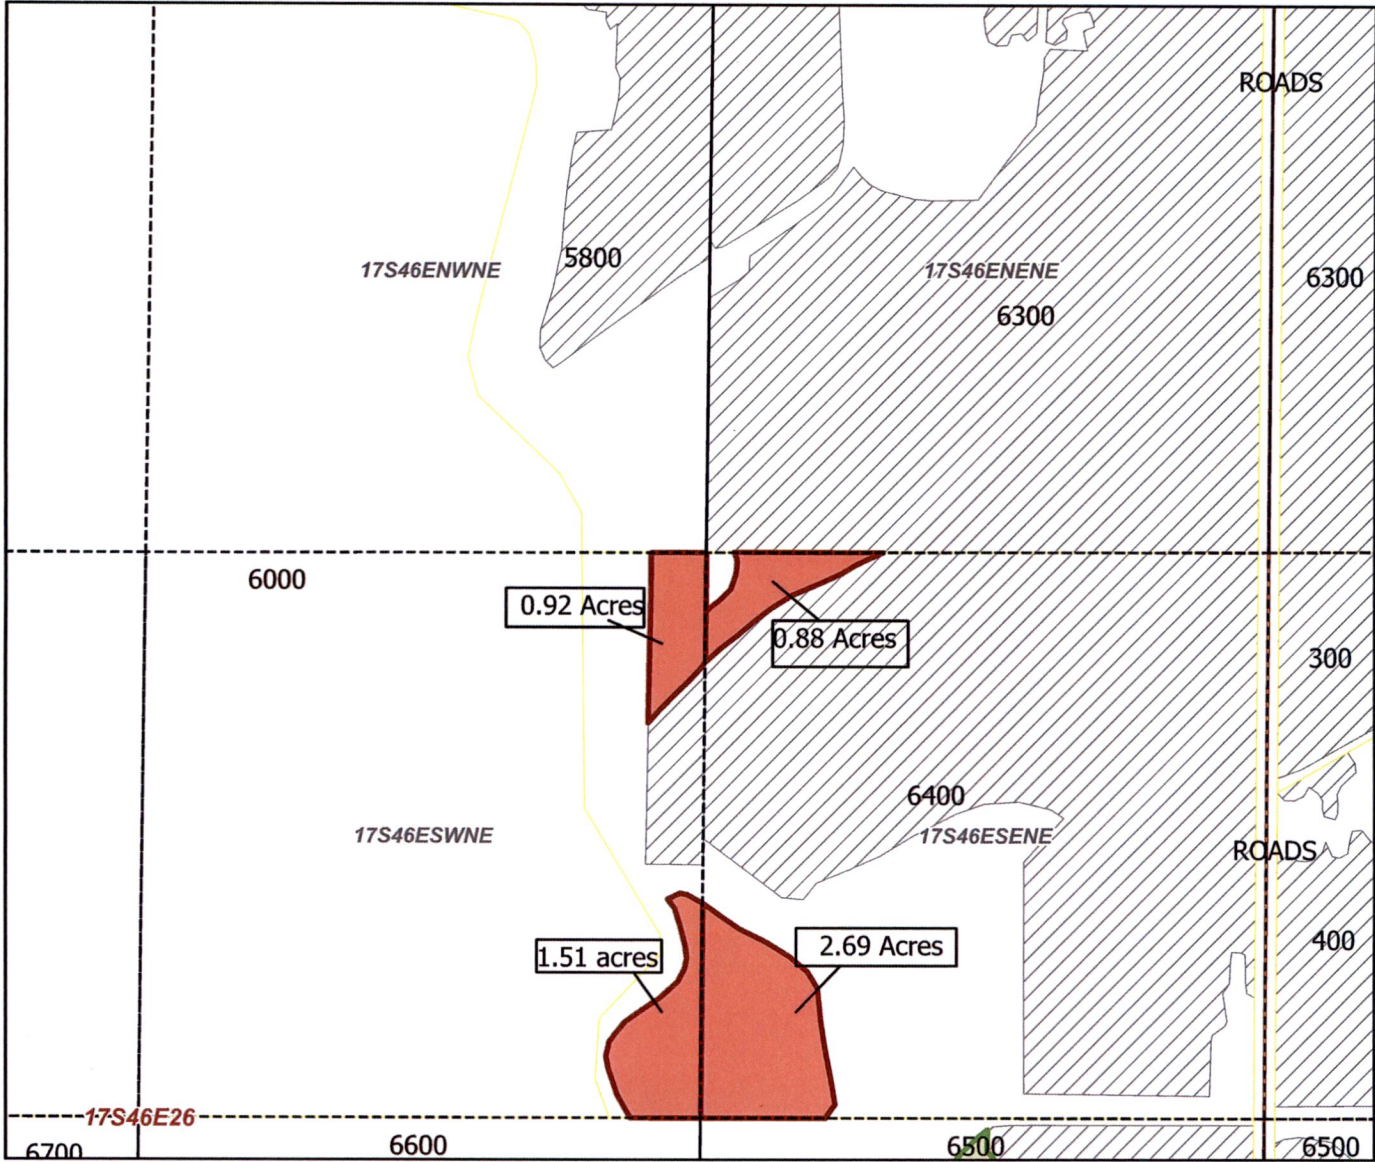 ROADS
5800
17S46ENWNE
17S46ENENE
6300
6300
6000
0.92 Acres
0.88 Acres
300
6400
17S46ESWNE
17S46ESENE
ROADS
400
1.51 acres
2.69 Acres
17S46E26
6700
6600
6500
6500